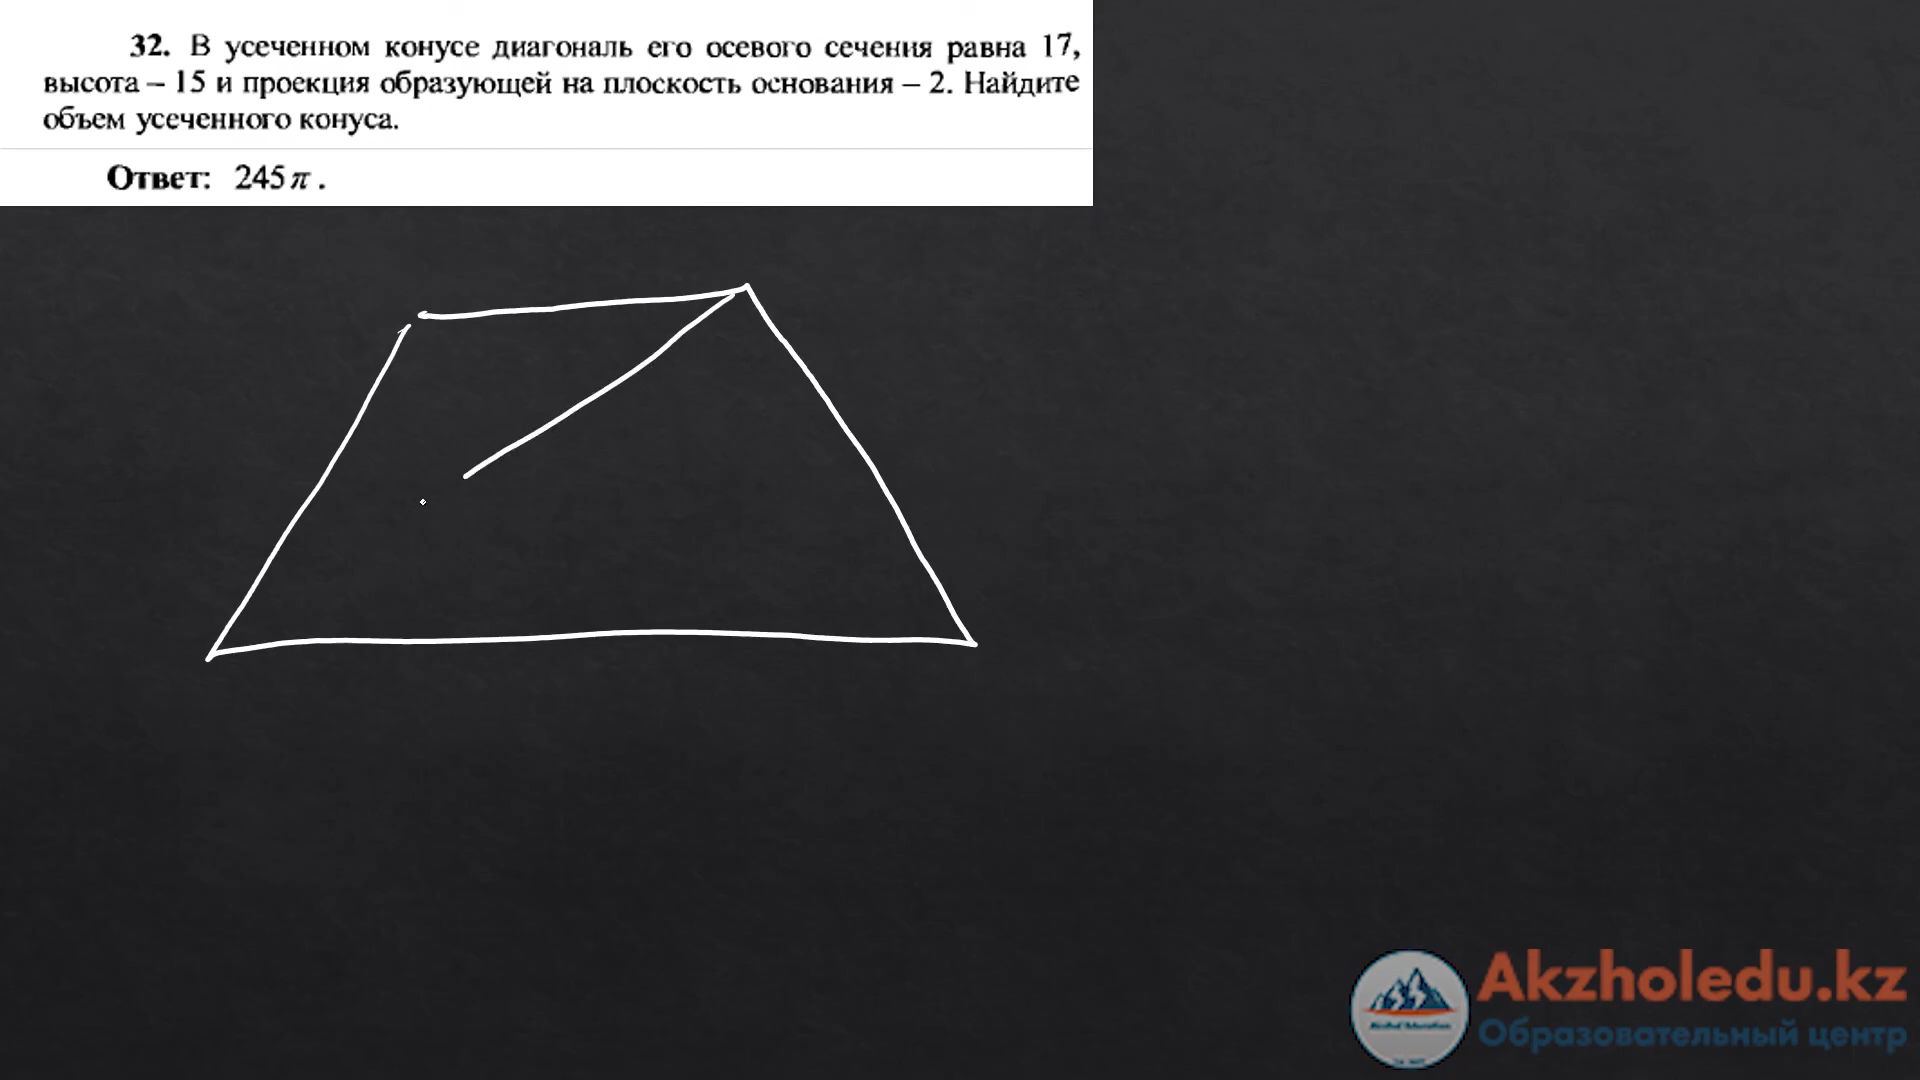 32. В усеченном конусе диагональ его осевого сечения равна 17,
высота – 15 и проекция образующей на плоскость основания – 2. Найдите
объем усеченного конуса.
Ответ: 245π.
Akzholedu.kz
Образовательный центр